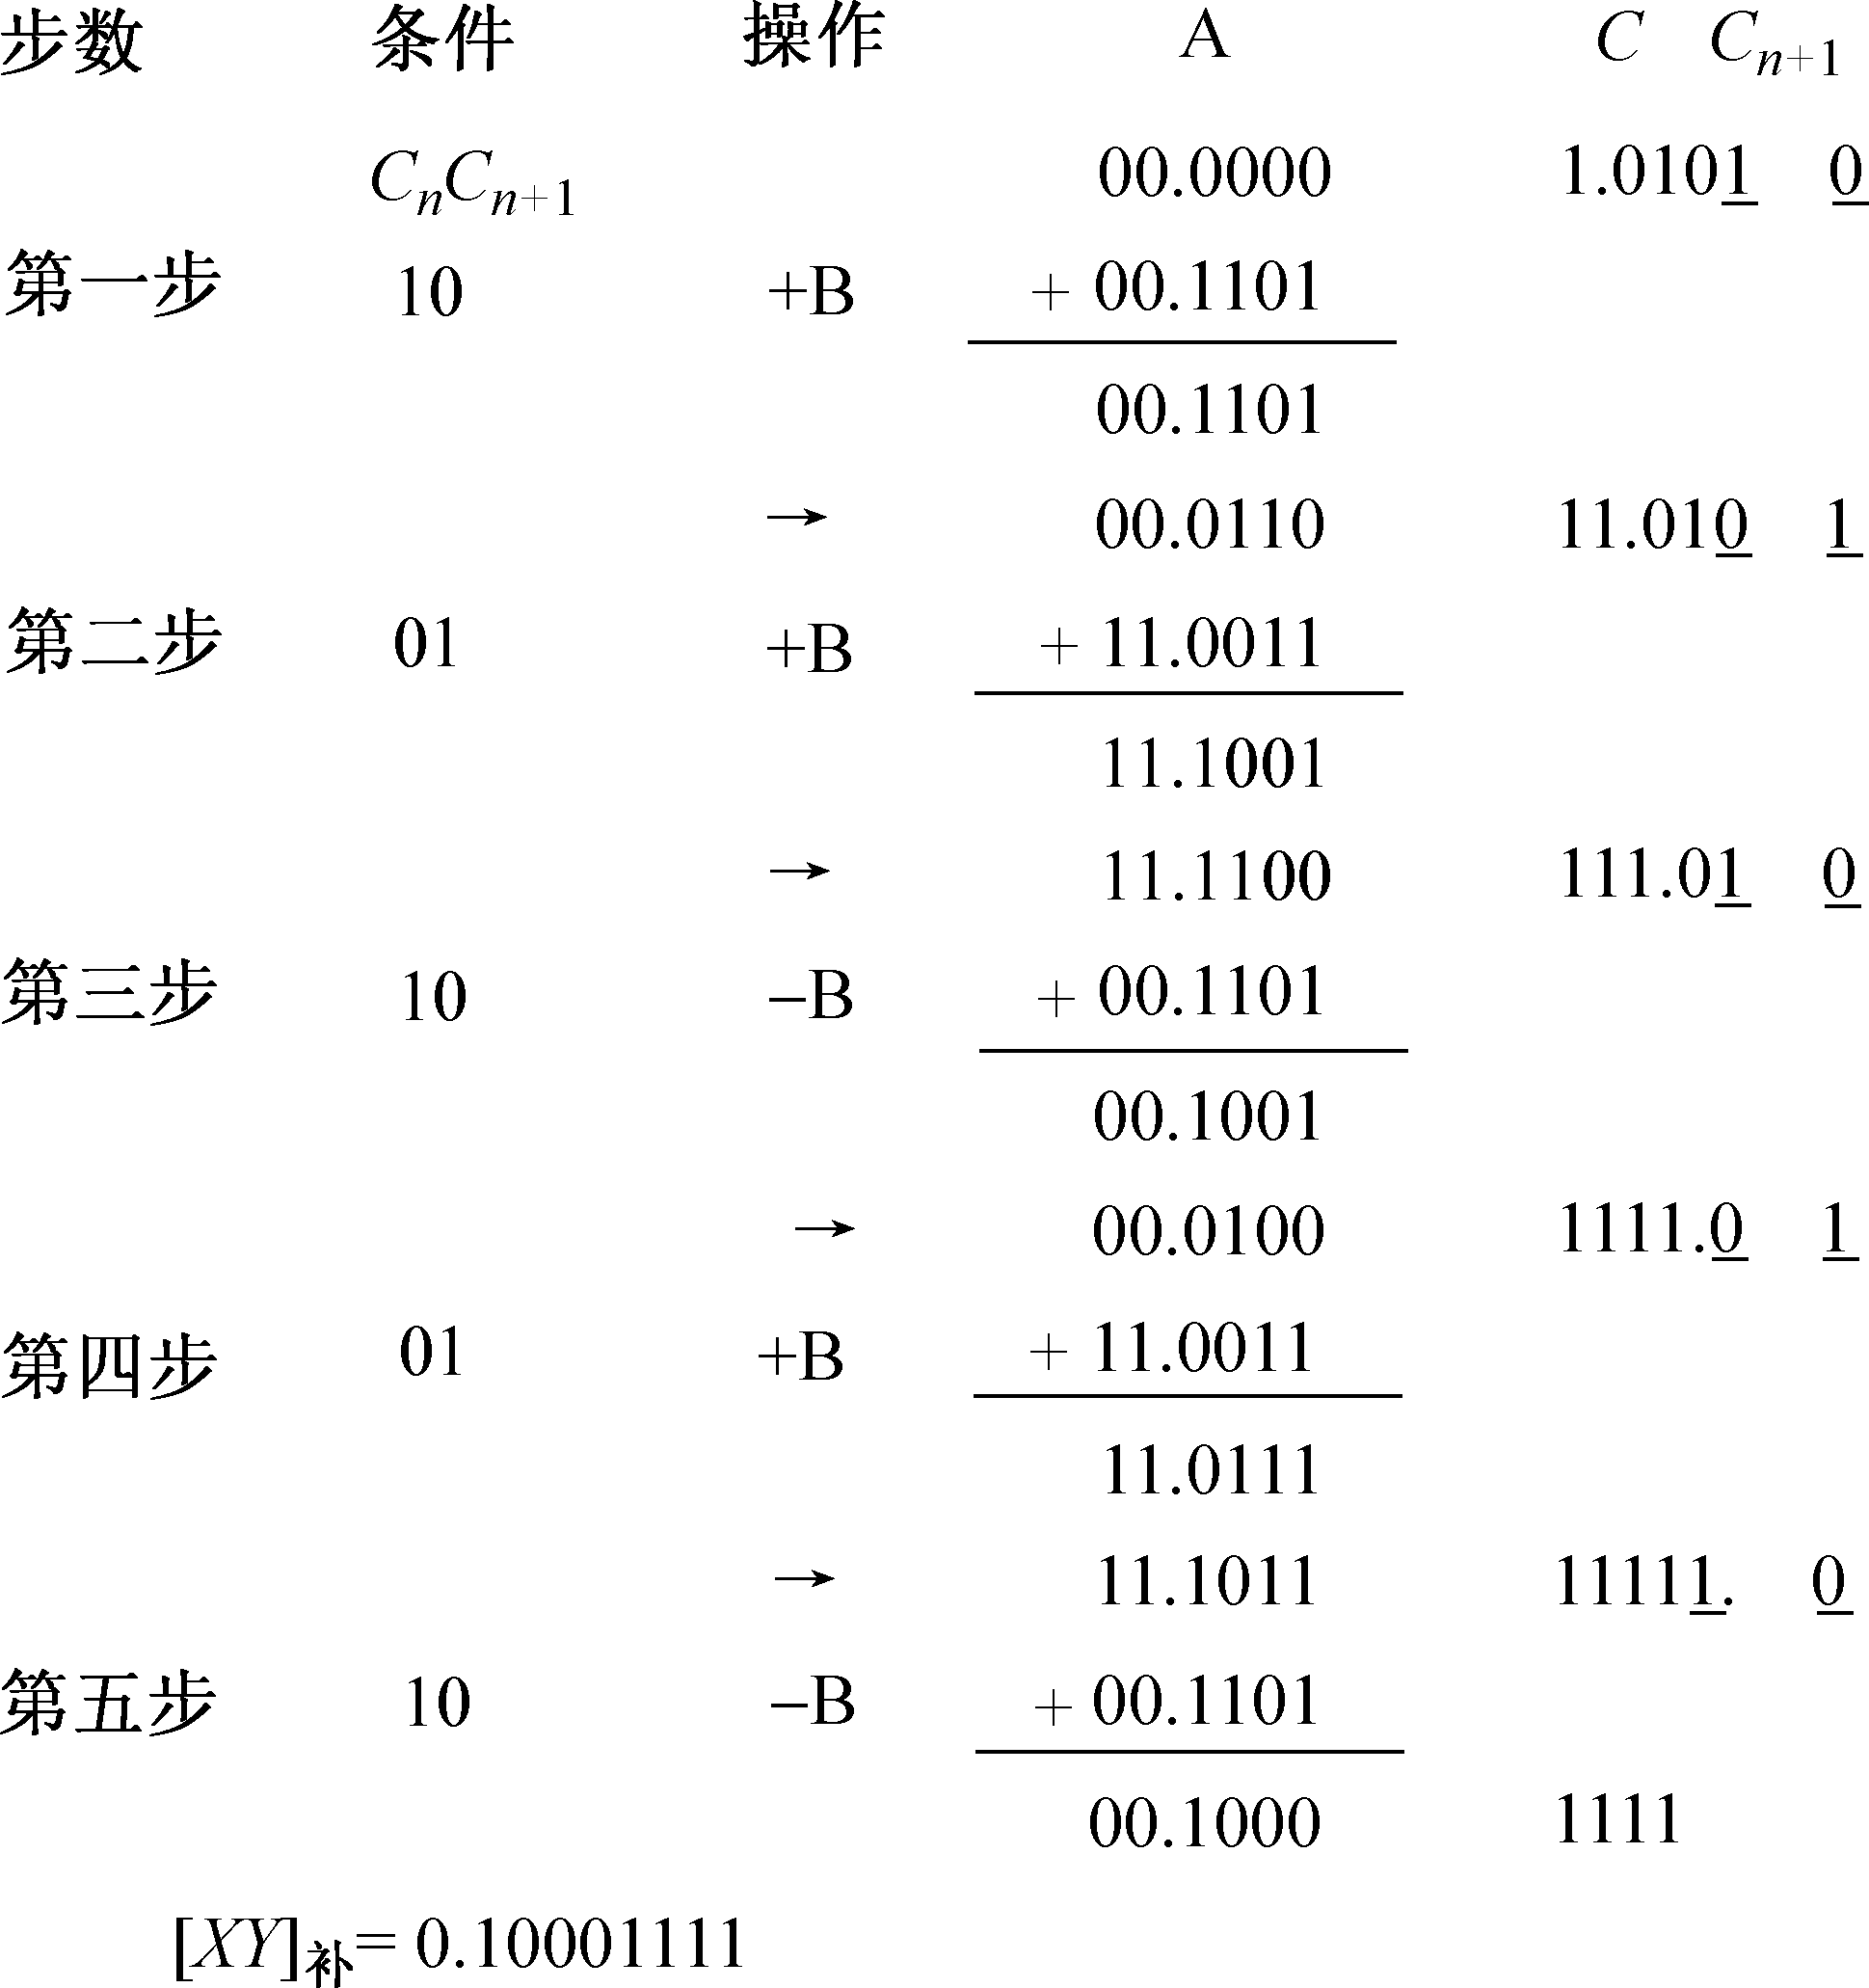 步数 条件 操作 A C Cn+1
CnCn+1 00.0000 1.0101 0
第一步 10 +B + 00.1101
00.1101
→ 00.0110 11.010 1
第二步 01 +B + 11.0011
11.1001
→ 11.1100 111.01 0
第三步 10 −B + 00.1101
00.1001
→ 00.0100 1111.0 1
第四步 01 +B + 11.0011
11.0111
→ 11.1011 11111. 0
第五步 10 −B + 00.1101
00.1000 1111
[XY]补= 0.10001111